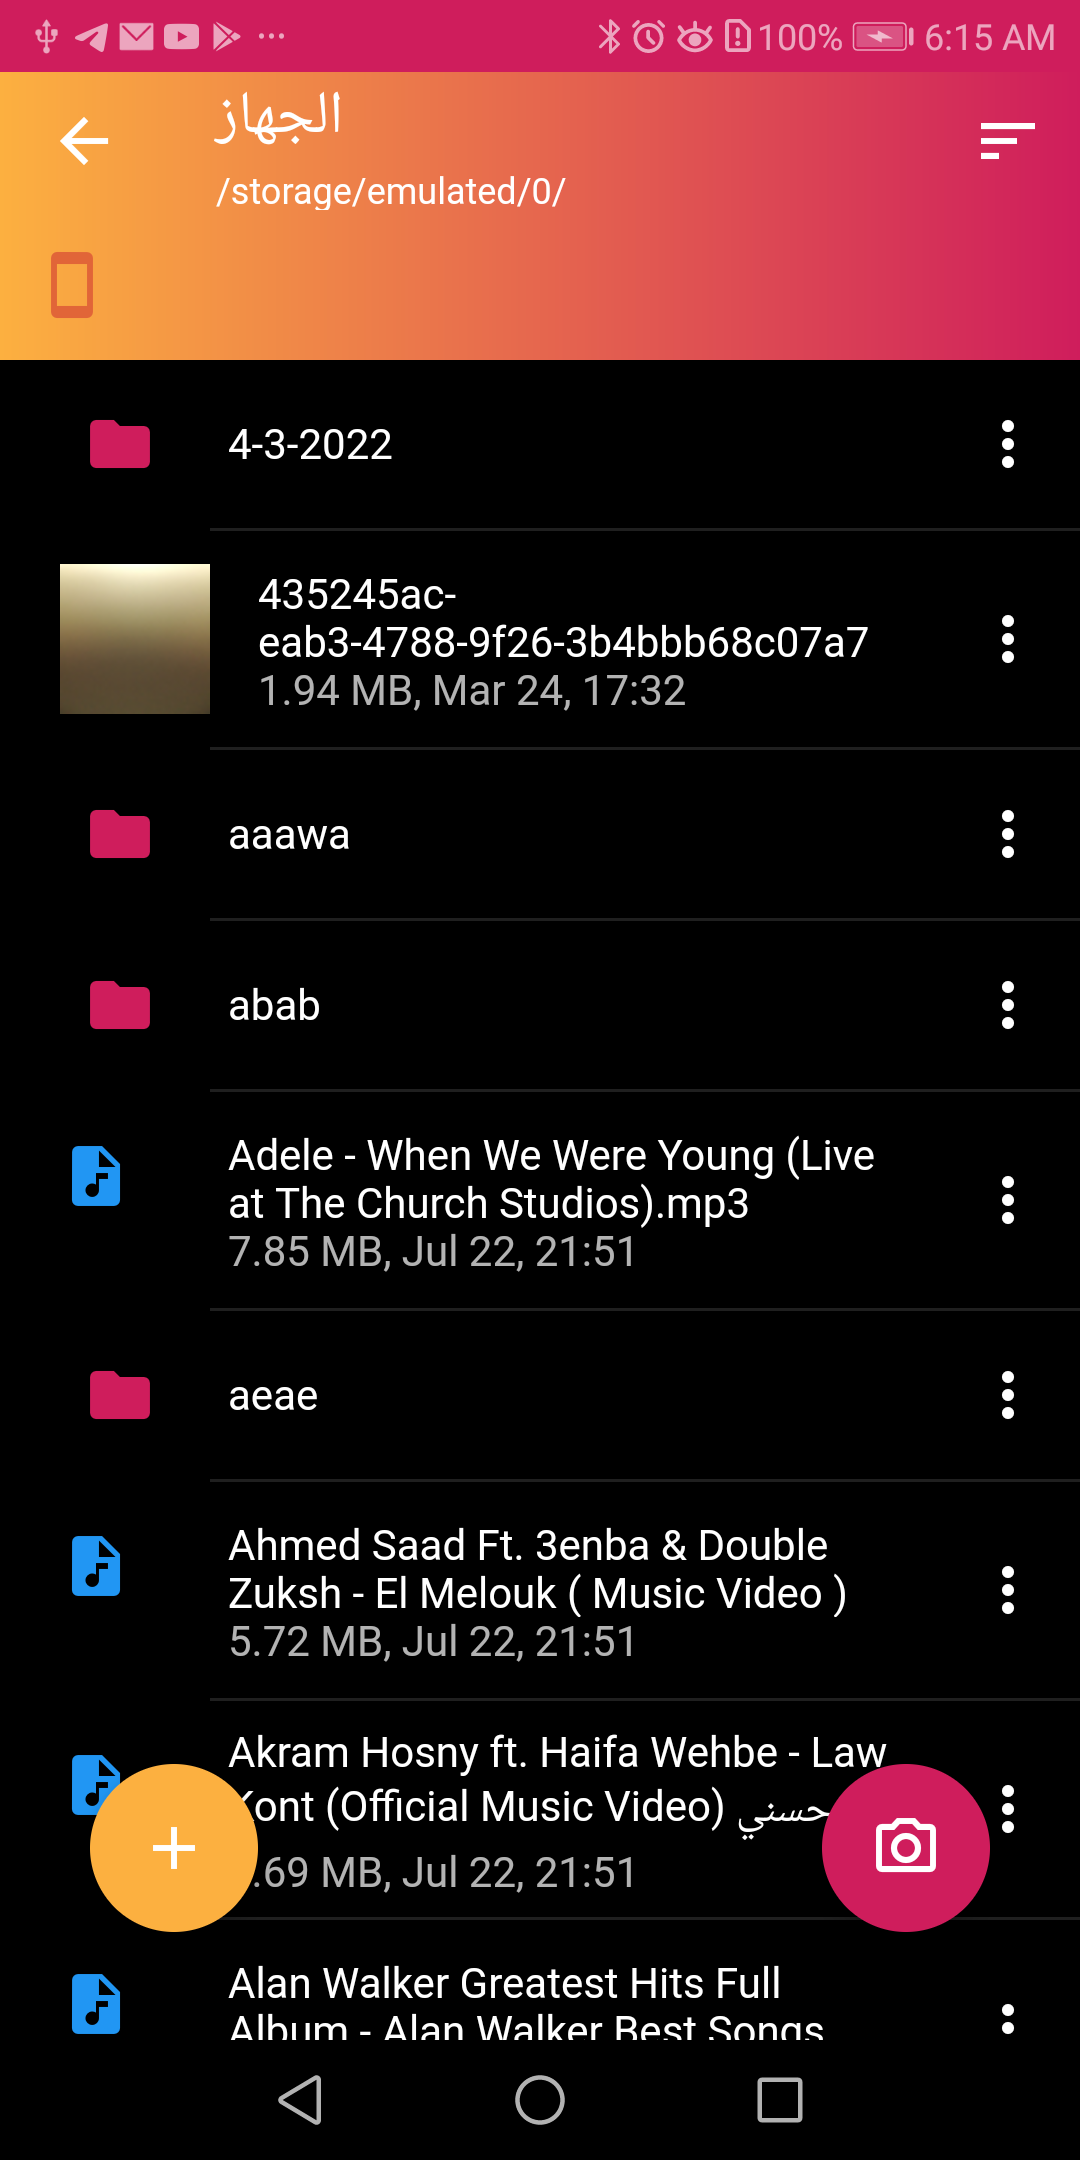 100% 6:15 AM
الجهاز
/storage/emulated/0/
4-3-2022
435245ac-
eab3-4788-9f26-3b4bbb68c07a7
1.94 MB, Mar 24, 17:32
aaawa
abab
Adele - When We Were Young (Live
at The Church Studios).mp3
7.85 MB, Jul 22, 21:51
aeae
Ahmed Saad Ft. 3enba & Double
Zuksh - El Melouk ( Music Video )
5.72 MB, Jul 22, 21:51
Akram Hosny ft. Haifa Wehbe - Law
Kont (Official Music Video) حسني
.69 MB, Jul 22, 21:51
Alan Walker Greatest Hits Full
Album - Alan Walker Best Songs